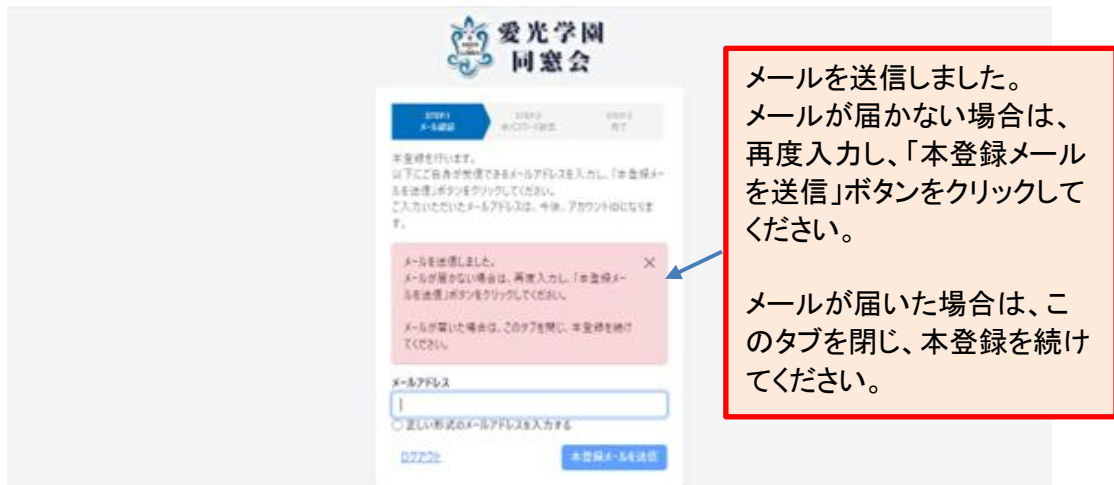 愛光学園
同窓会
STEP1
メール確認
STEP2
STEP3
完了
本登録を行います。
以下にご自身が受信できるメールアドレスを入力し、「本登録メー
ルを送信」ボタンをクリックしてください。
ご入力いただいたメールアドレスは、今後、アカウントIDになりま
す。
メールを送信しました。
メールが届かない場合は、再度入力し、「本登録メー
ルを送信」ボタンをクリックしてください。
メールが届いた場合は、このタブを閉じ、本登録を続け
てください。
メールアドレス
正しい形式のメールアドレスを入力する
ログアウト
本登録メールを送信
メールを送信しました。
メールが届かない場合は、
再度入力し、「本登録メール
を送信」ボタンをクリックして
ください。
メールが届いた場合は、こ
のタブを閉じ、本登録を続け
てください。